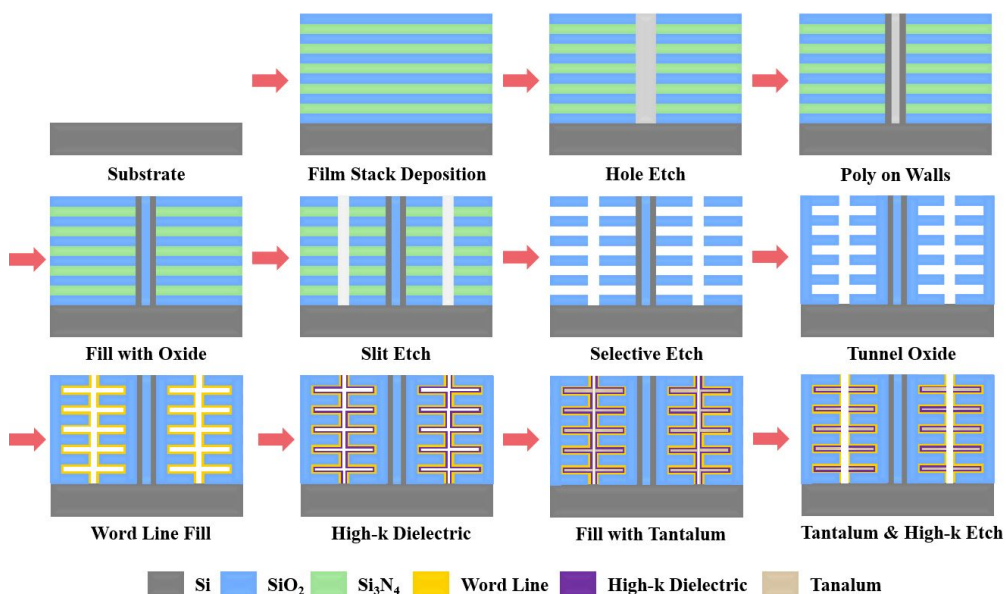 Substrate
Film Stack Deposition
Hole Etch
Poly on Walls
Fill with Oxide
Slit Etch
Selective Etch
Tunnel Oxide
Word Line Fill
High-k Dielectric
Fill with Tantalum
Tantalum & High-k Etch
Si
SiO₂
Si₃N₄
Word Line
High-k Dielectric
Tanalum